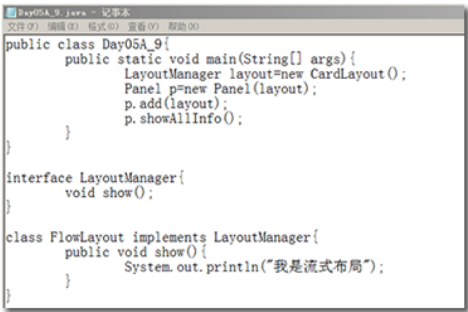 Day05A_9.java - 记事本
文件(F) 编辑(E) 格式(O) 查看(V) 帮助(H)
public class Day05A_9{
public static void main(String[] args){
LayoutManager layout=new CardLayout();
Panel p=new Panel(layout);
p.add(layout);
p.showAllInfo();
}
}
interface LayoutManager{
void show();
}
class FlowLayout implements LayoutManager{
public void show(){
System.out.println("我是流式布局");
}
}